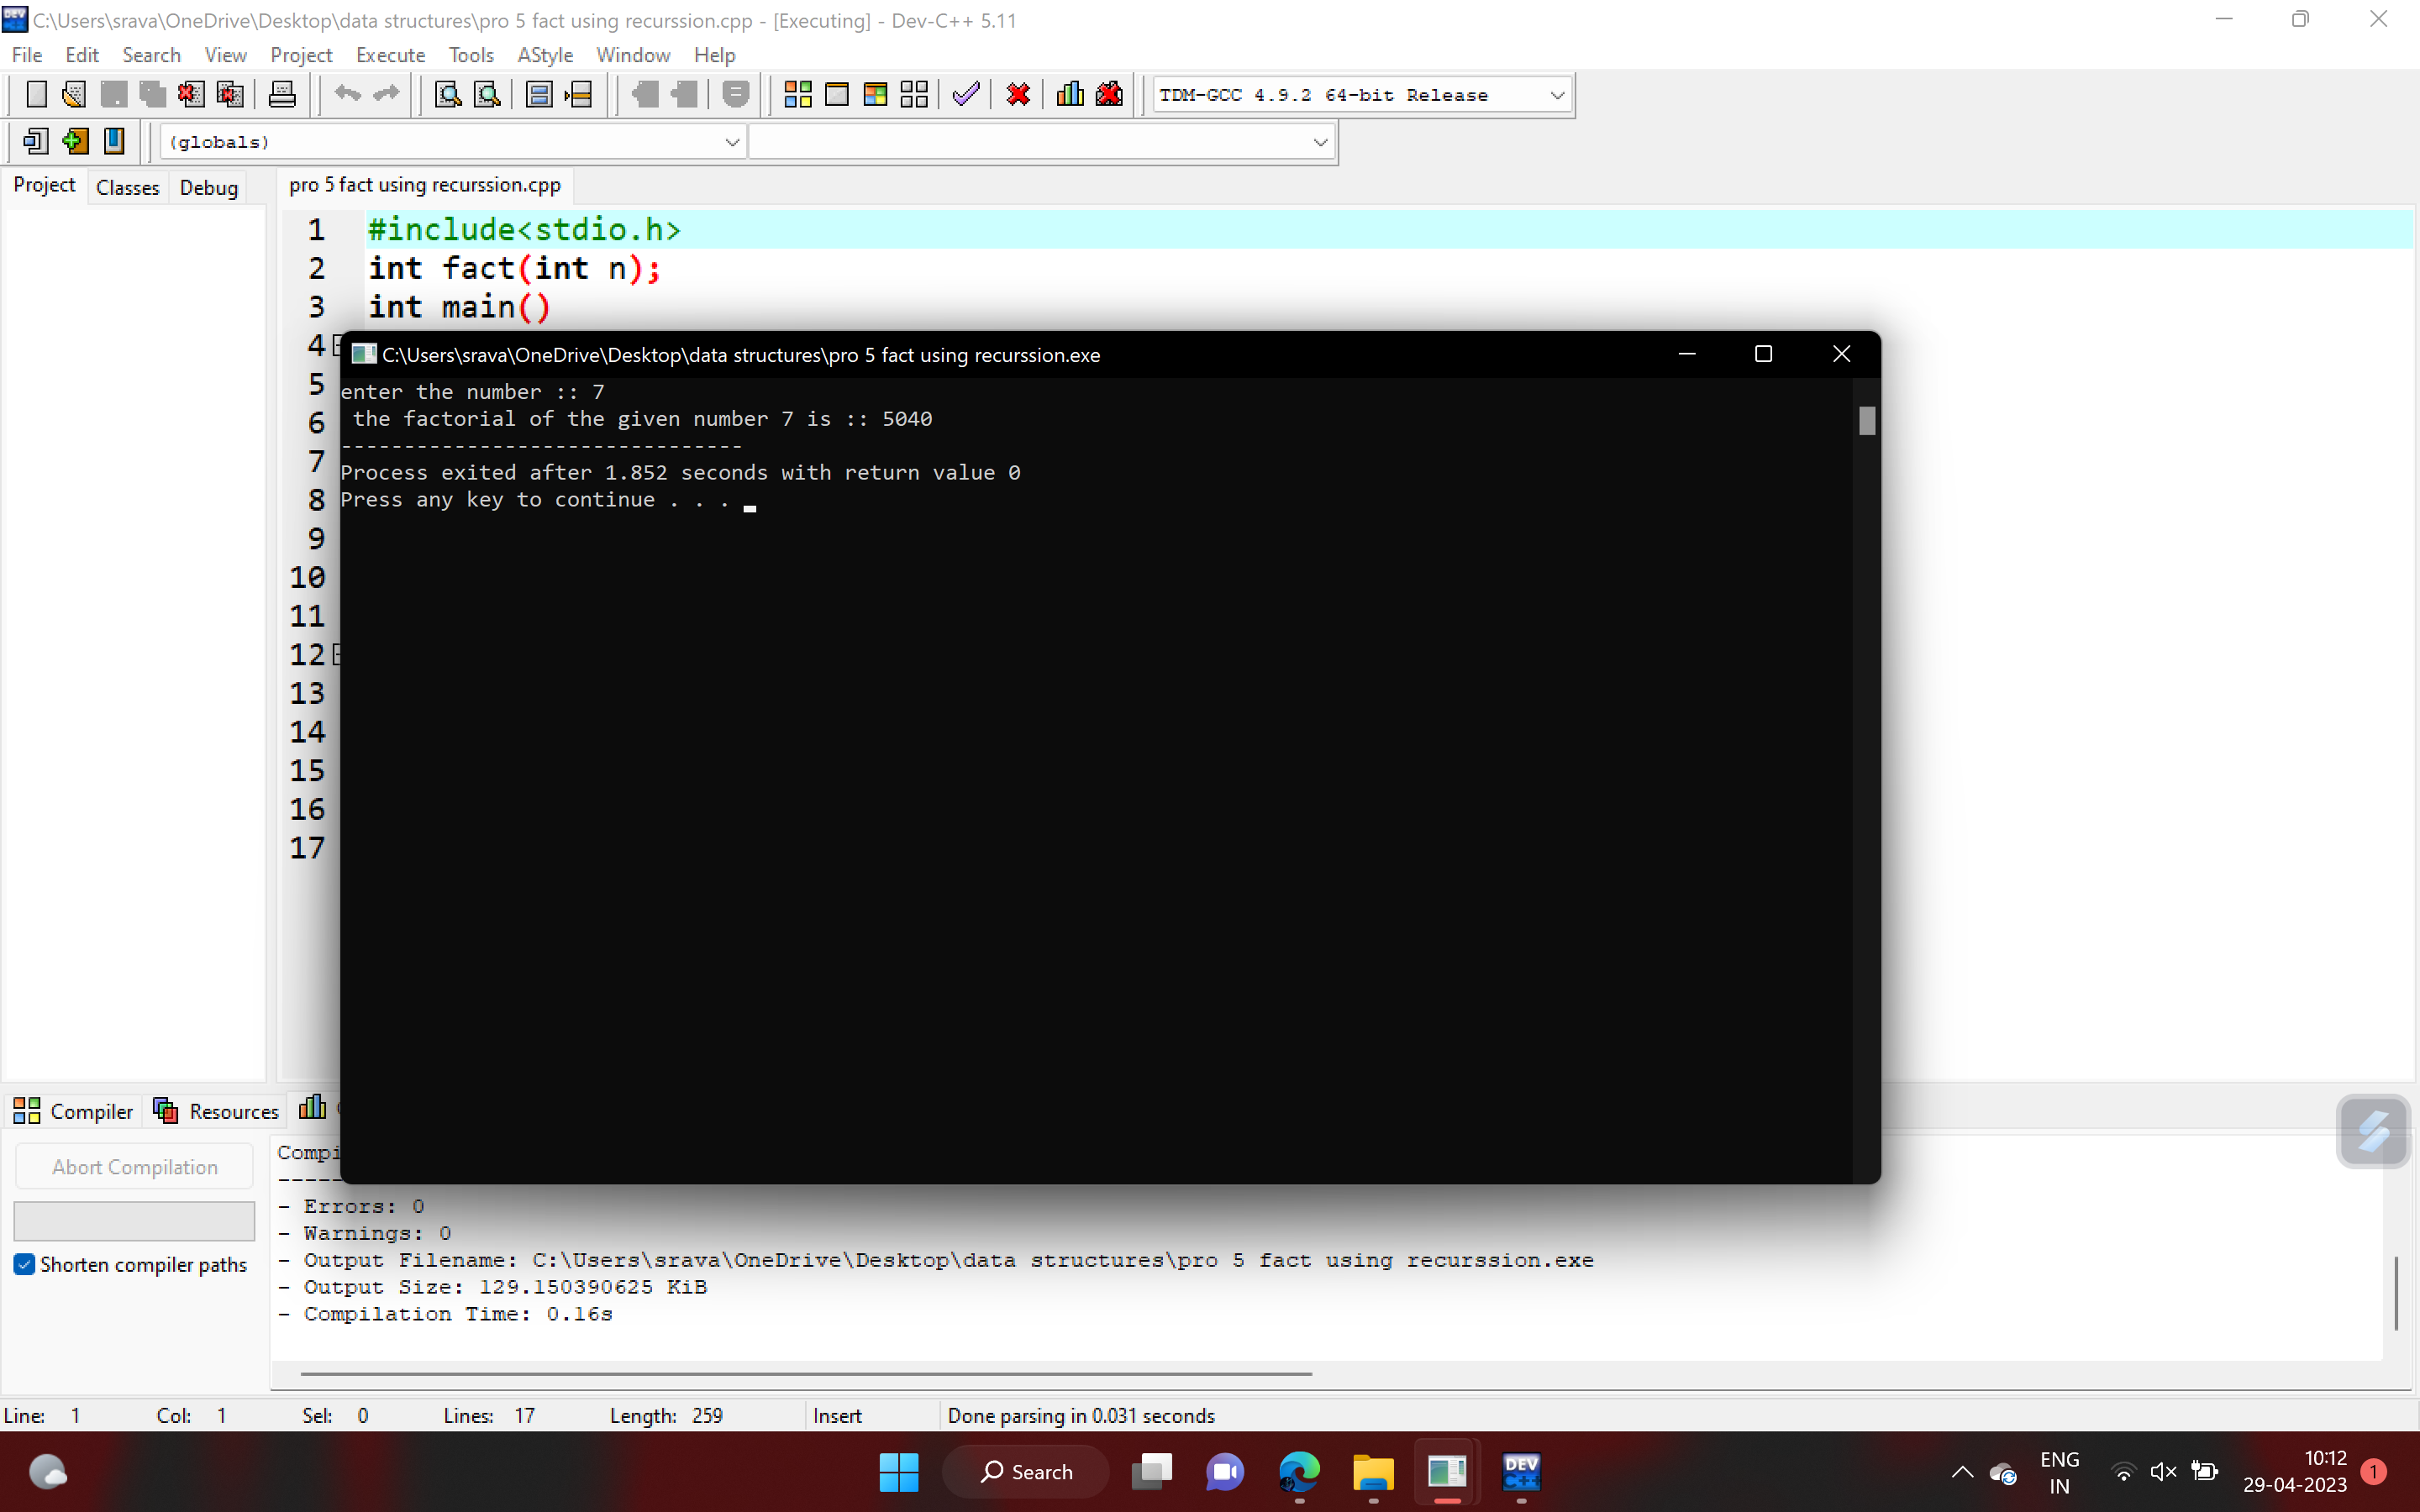 C:\Users\srava\OneDrive\Desktop\data structures\pro 5 fact using recurssion.cpp - [Executing] - Dev-C++ 5.11
File Edit Search View Project Execute Tools AStyle Window Help
TDM-GCC 4.9.2 64-bit Release
(globals)
Project Classes Debug
pro 5 fact using recurssion.cpp
1 #include<stdio.h>
2 int fact(int n);
3 int main()
4
C:\Users\srava\OneDrive\Desktop\data structures\pro 5 fact using recurssion.exe
5
enter the number :: 7
6
the factorial of the given number 7 is :: 5040
--------------------------------
7
Process exited after 1.852 seconds with return value 0
8
Press any key to continue . . .
9
10
11
12
13
14
15
16
17
Compiler Resources
Abort Compilation
Compi
-----
- Errors: 0
- Warnings: 0
Shorten compiler paths
- Output Filename: C:\Users\srava\OneDrive\Desktop\data structures\pro 5 fact using recurssion.exe
- Output Size: 129.150390625 KiB
- Compilation Time: 0.16s
Line: 1 Col: 1 Sel: 0 Lines: 17 Length: 259 Insert Done parsing in 0.031 seconds
Search
DEV
C++
ENG
IN
10:12
29-04-2023
1